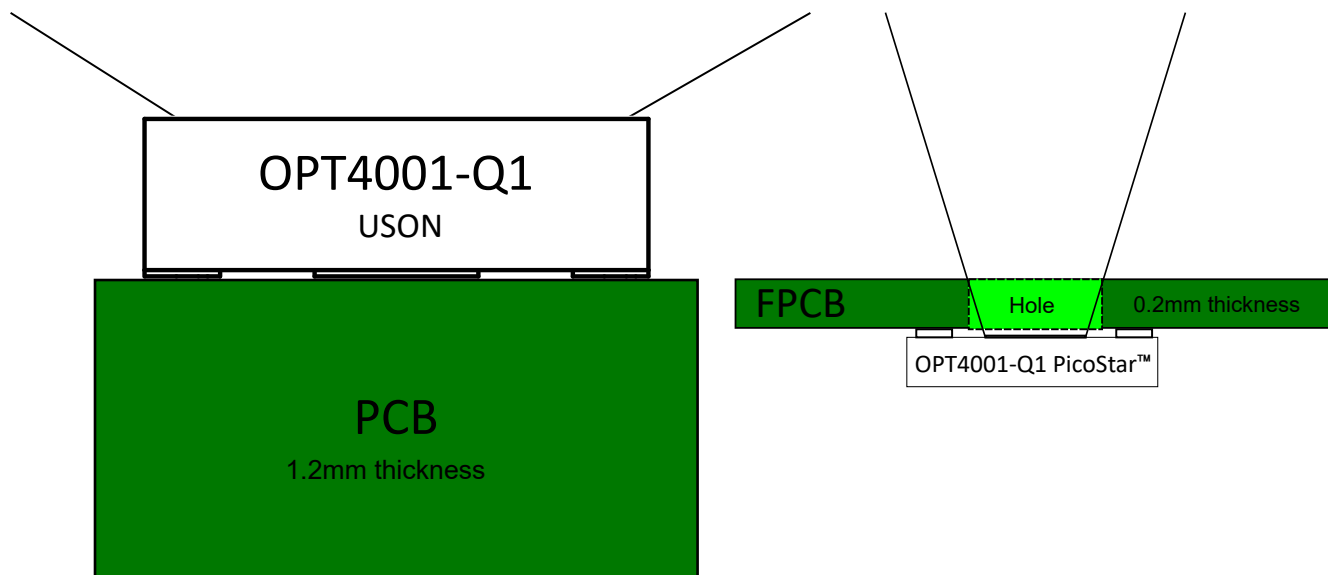 OPT4001-Q1
USON
PCB
1.2mm thickness
FPCB
Hole
0.2mm thickness
OPT4001-Q1 PicoStar™